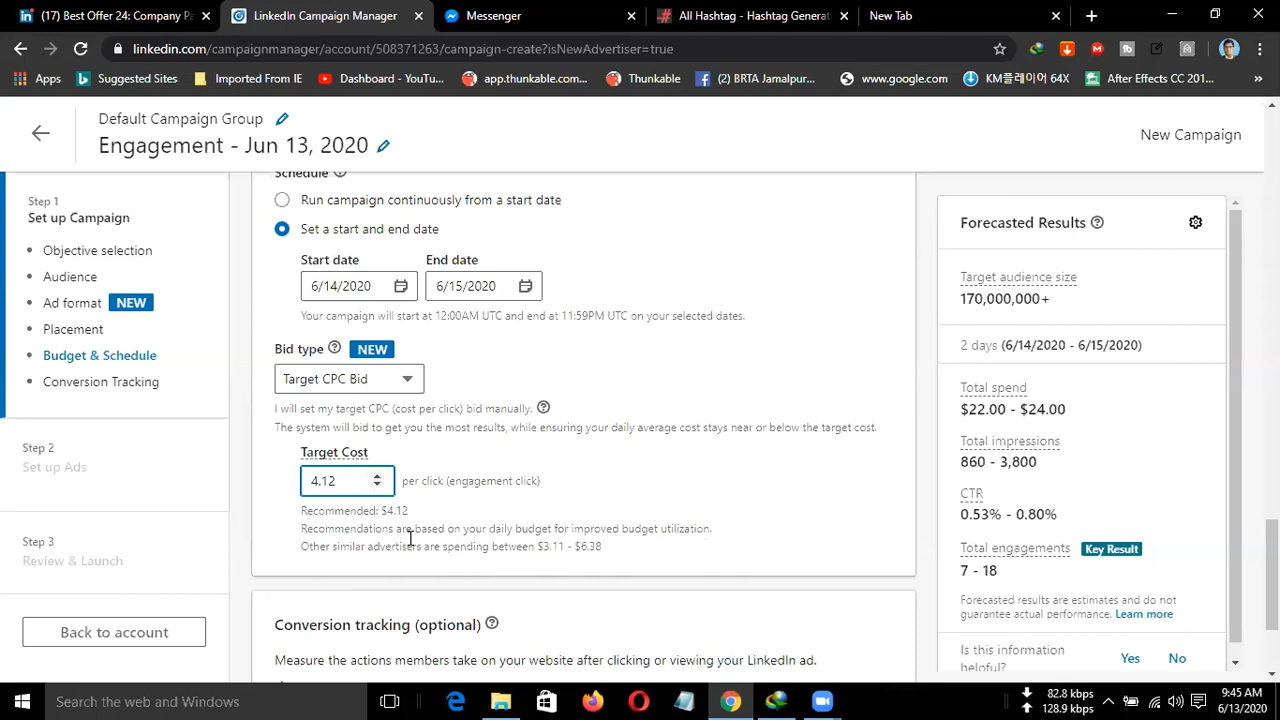 (17) Best Offer 24: Company Pa
LinkedIn Campaign Manager
Messenger
All Hashtag - Hashtag Generat
New Tab
linkedin.com/campaignmanager/account/508371263/campaign-create?isNewAdvertiser=true
Apps
Suggested Sites
Imported From IE
Dashboard - YouTu...
app.thunkable.com...
Thunkable
(2) BRTA Jamalpur...
www.google.com
KM플레이어 64X
After Effects CC 201...
Default Campaign Group
Engagement - Jun 13, 2020
New Campaign
Step 1
Set up Campaign
Objective selection
Audience
Ad format NEW
Placement
Budget & Schedule
Conversion Tracking
Step 2
Set up Ads
Step 3
Review & Launch
Back to account
Schedule
Run campaign continuously from a start date
Set a start and end date
Start date End date
6/14/2020 6/15/2020
Your campaign will start at 12:00AM UTC and end at 11:59PM UTC on your selected dates.
Bid type NEW
Target CPC Bid
I will set my target CPC (cost per click) bid manually.
The system will bid to get you the most results, while ensuring your daily average cost stays near or below the target cost.
Target Cost
4.12 per click (engagement click)
Recommended: $4.12
Recommendations are based on your daily budget for improved budget utilization.
Other similar advertisers are spending between $3.11 - $6.38
Conversion tracking (optional)
Measure the actions members take on your website after clicking or viewing your LinkedIn ad.
Forecasted Results
Target audience size
170,000,000+
2 days (6/14/2020 - 6/15/2020)
Total spend
$22.00 - $24.00
Total impressions
860 - 3,800
CTR
0.53% - 0.80%
Total engagements Key Result
7 - 18
Forecasted results are estimates and do not
guarantee actual performance. Learn more
Is this information
helpful?
Yes No
Search the web and Windows
82.8 kbps
128.9 kbps
9:45 AM
6/13/2020